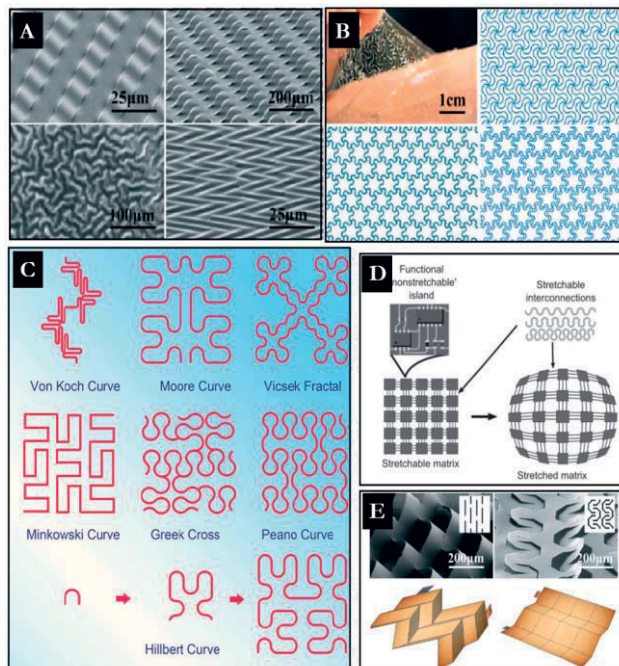 A
25µm
200µm
100µm
25µm
B
1cm
C
Von Koch Curve
Moore Curve
Vicsek Fractal
Minkowski Curve
Greek Cross
Peano Curve
Hillbert Curve
D
Functional
'nonstretchable'
island
Stretchable
interconnections
Stretchable matrix
Stretched matrix
E
200µm
200µm